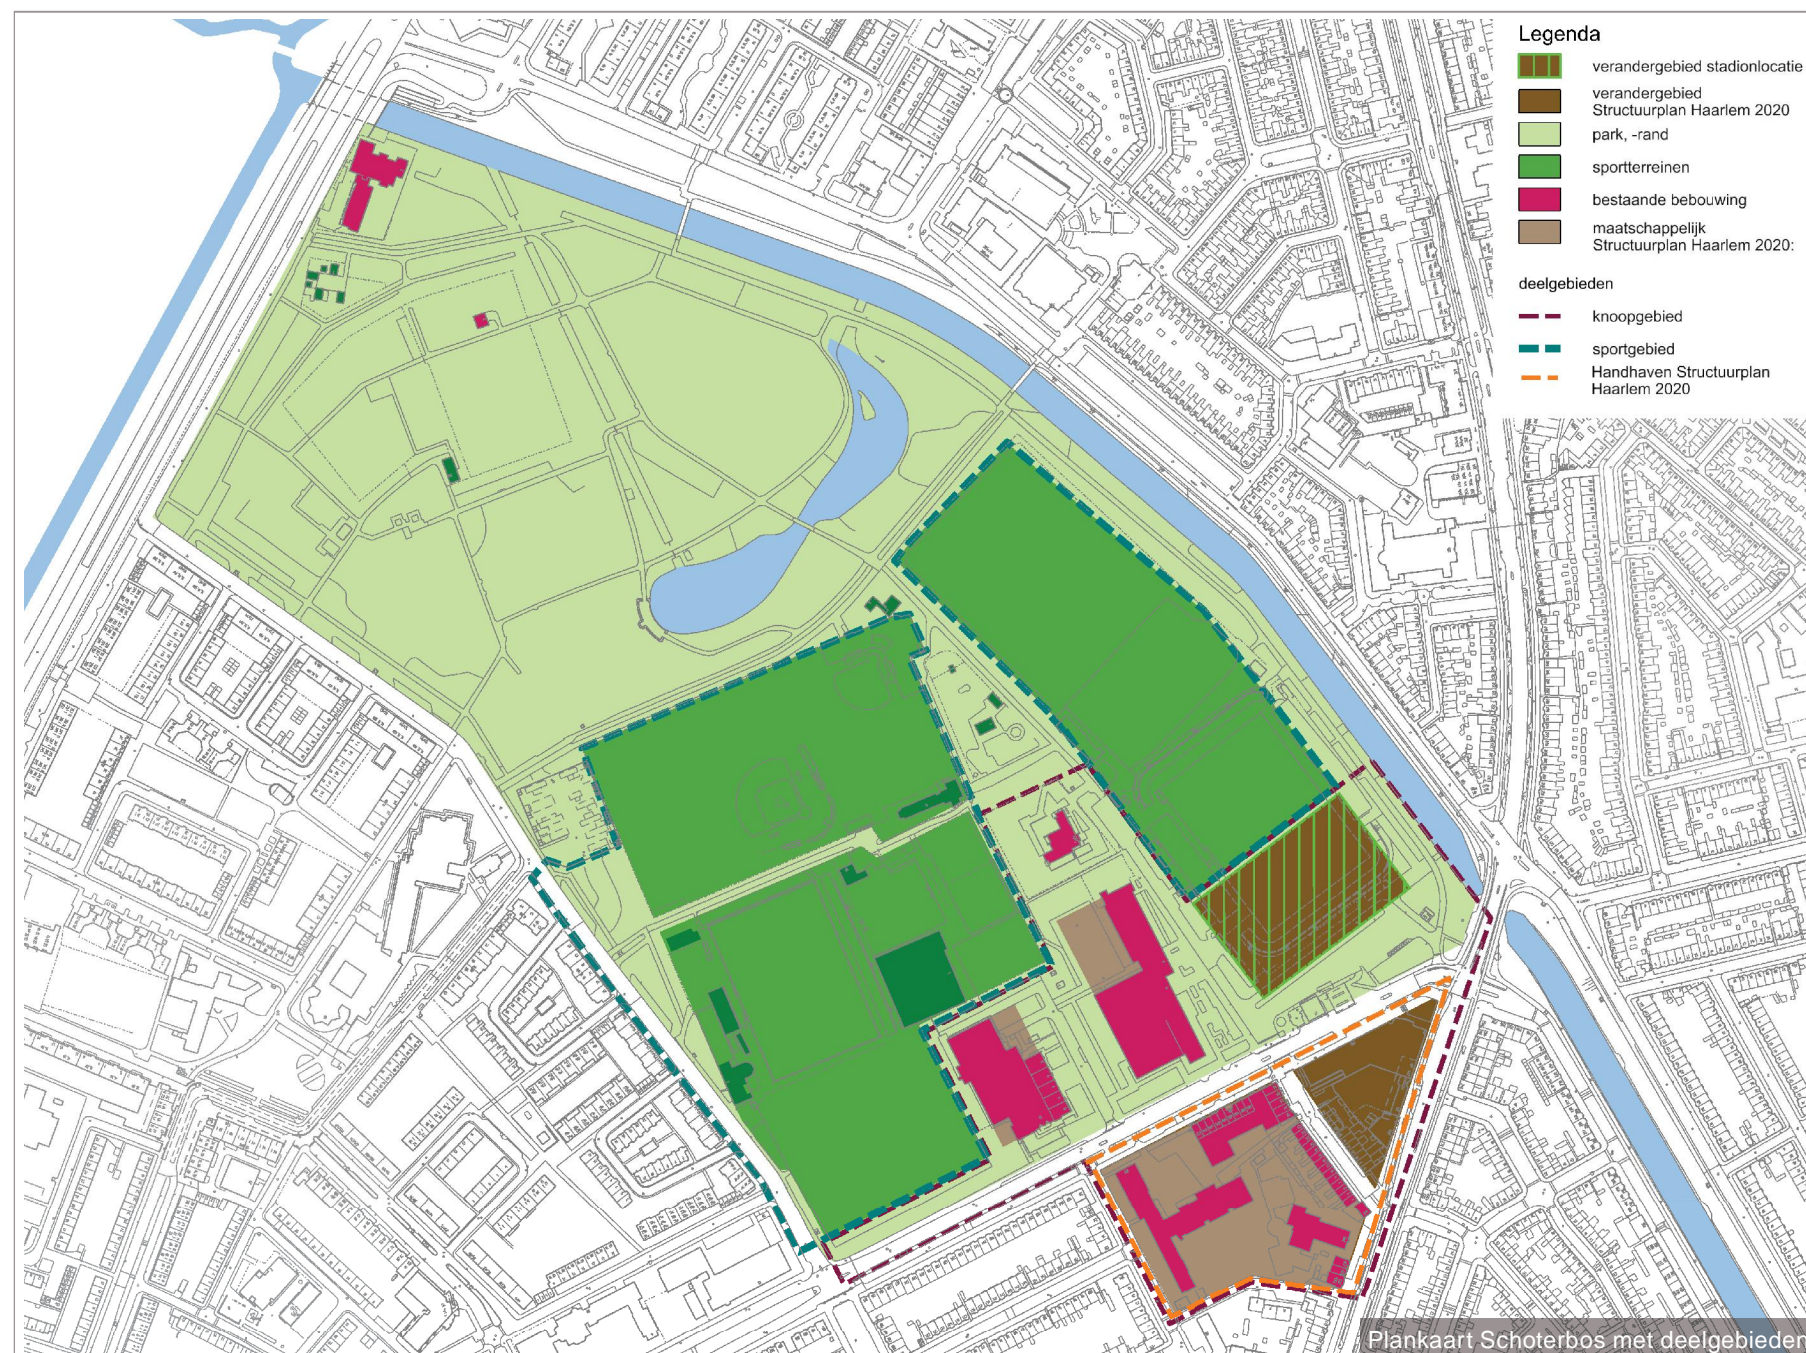 Legenda
verandergebied stadionlocatie
verandergebied
Structuurplan Haarlem 2020
park, -rand
sportterreinen
bestaande bebouwing
maatschappelijk
Structuurplan Haarlem 2020:
deelgebieden
knoopgebied
sportgebied
Handhaven Structuurplan
Haarlem 2020
Plankaart Schoterbos met deelgebieden